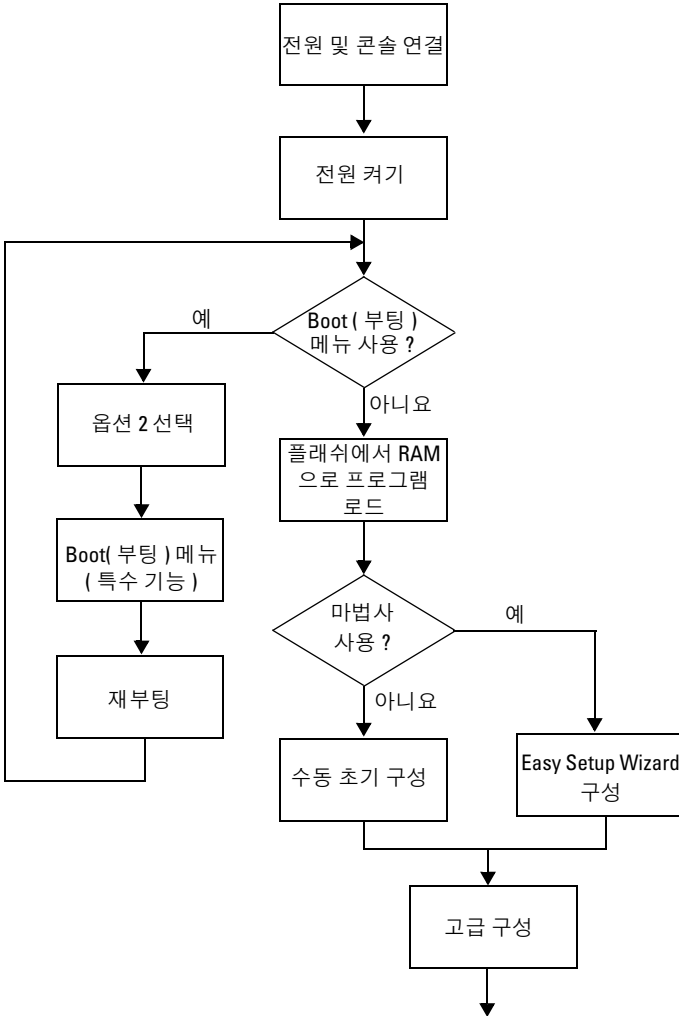 전원 및 콘솔 연결
전원 켜기
Boot ( 부팅 )
메뉴 사용 ?
예
아니요
옵션 2 선택
플래쉬에서 RAM
으로 프로그램
로드
Boot( 부팅 ) 메뉴
( 특수 기능 )
마법사
사용 ?
예
아니요
재부팅
수동 초기 구성
Easy Setup Wizard
구성
고급 구성